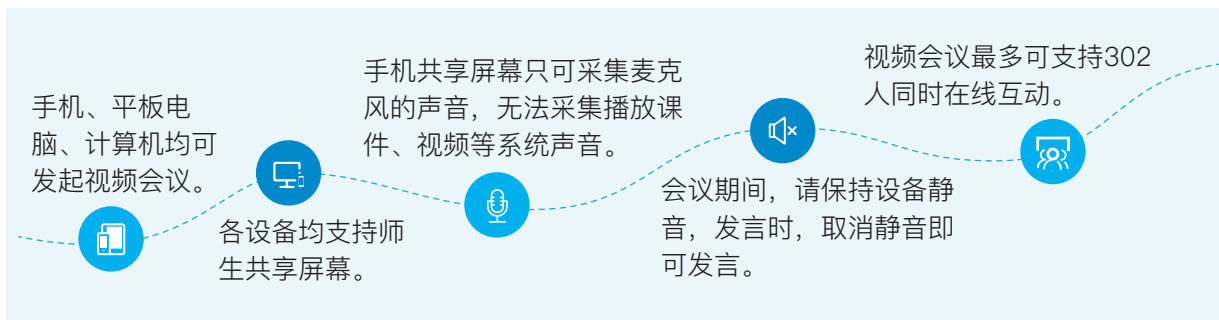 手机、平板电
脑、计算机均可
发起视频会议。
各设备均支持师
生共享屏幕。
手机共享屏幕只可采集麦克
风的声音，无法采集播放课
件、视频等系统声音。
会议期间，请保持设备静
音，发言时，取消静音即
可发言。
视频会议最多可支持302
人同时在线互动。